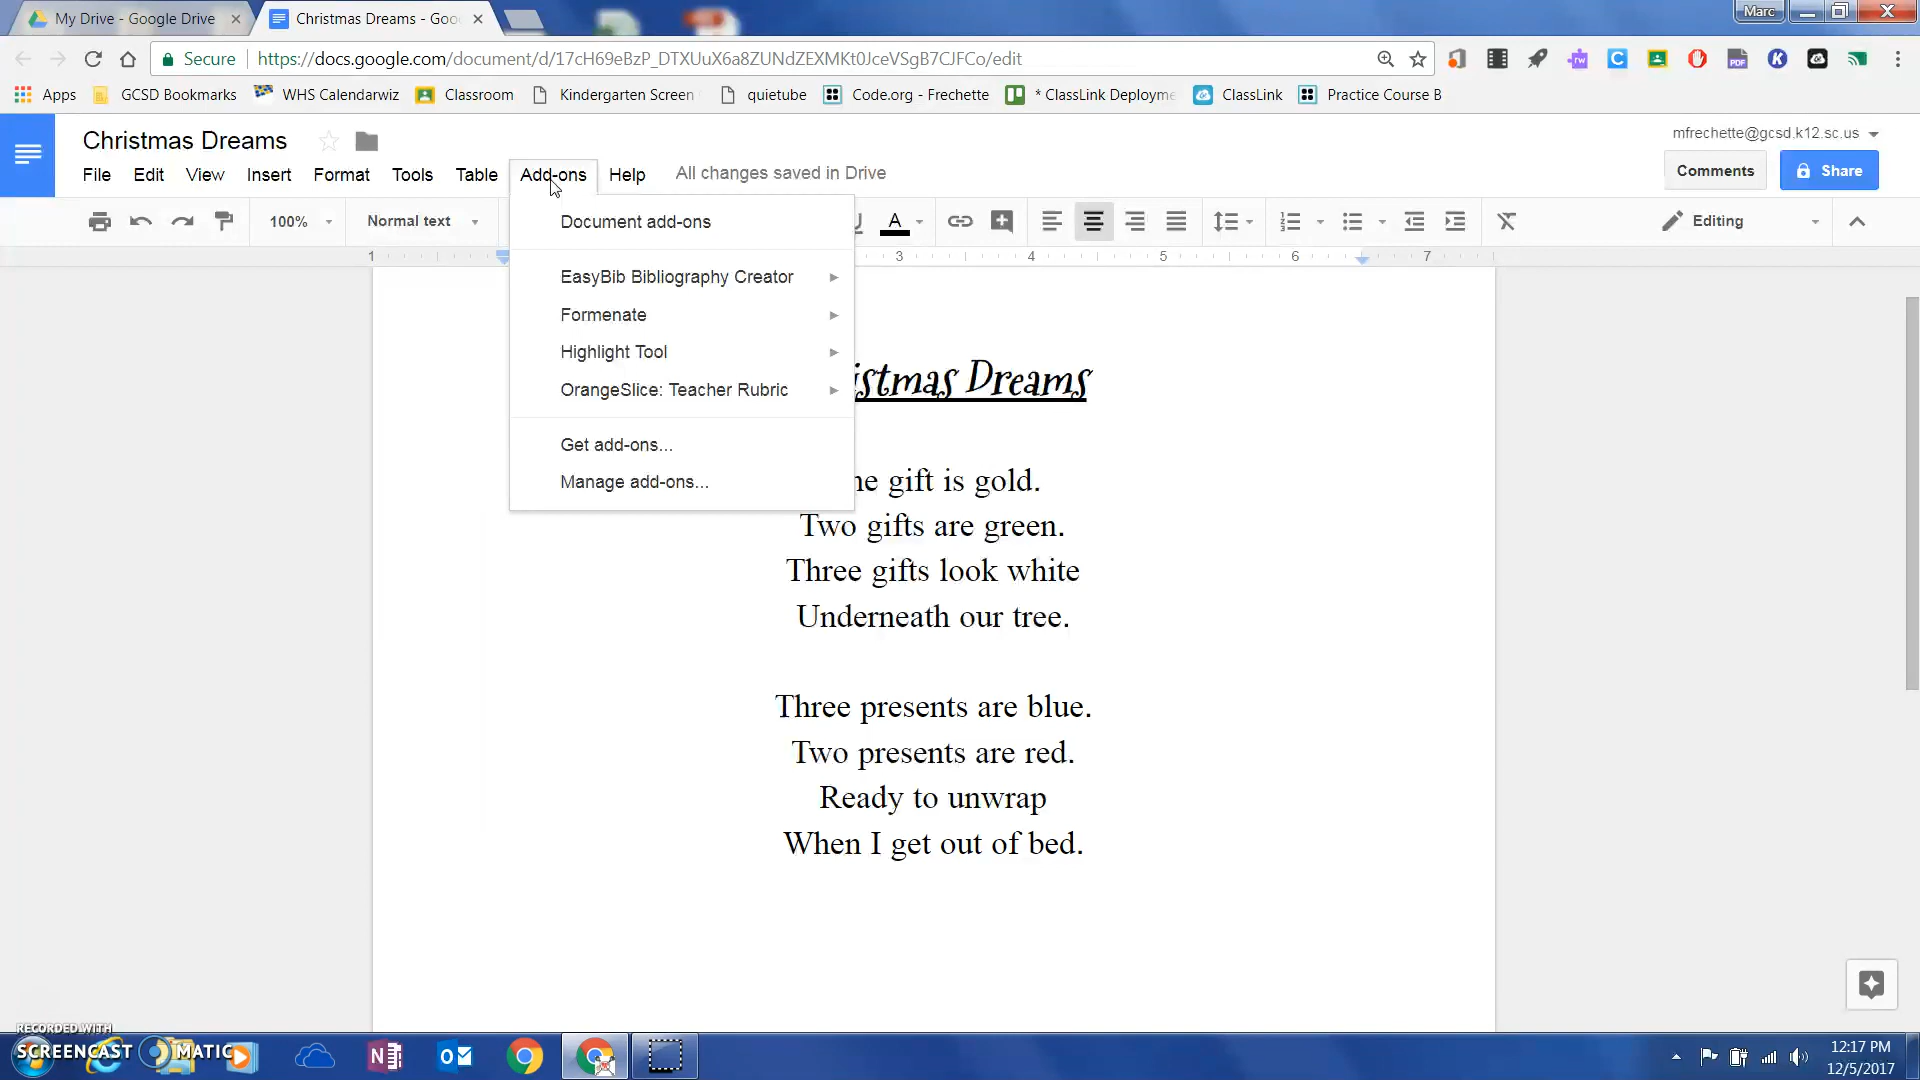 My Drive - Google Drive
Christmas Dreams - Goo
Marc
Secure
https://docs.google.com/document/d/17cH69eBzP_DTXUuX6a8ZUNdZEXMKt0JceVSgB7CJFCo/edit
Apps
GCSD Bookmarks
WHS Calendarwiz
Classroom
Kindergarten Screen
quietube
Code.org - Frechette
* ClassLink Deployme
ClassLink
Practice Course B
Christmas Dreams
mfrechette@gcsd.k12.sc.us
File Edit View Insert Format Tools Table Add-ons Help
All changes saved in Drive
Comments
Share
100%
Normal text
Editing
Document add-ons
EasyBib Bibliography Creator
Formenate
Highlight Tool
OrangeSlice: Teacher Rubric
Get add-ons...
Manage add-ons...
1 3 4 5 6 7
istmas Dreams
ne gift is gold.
Two gifts are green.
Three gifts look white
Underneath our tree.
Three presents are blue.
Two presents are red.
Ready to unwrap
When I get out of bed.
RECORDED WITH
SCREENCAST MATIC
12:17 PM
12/5/2017